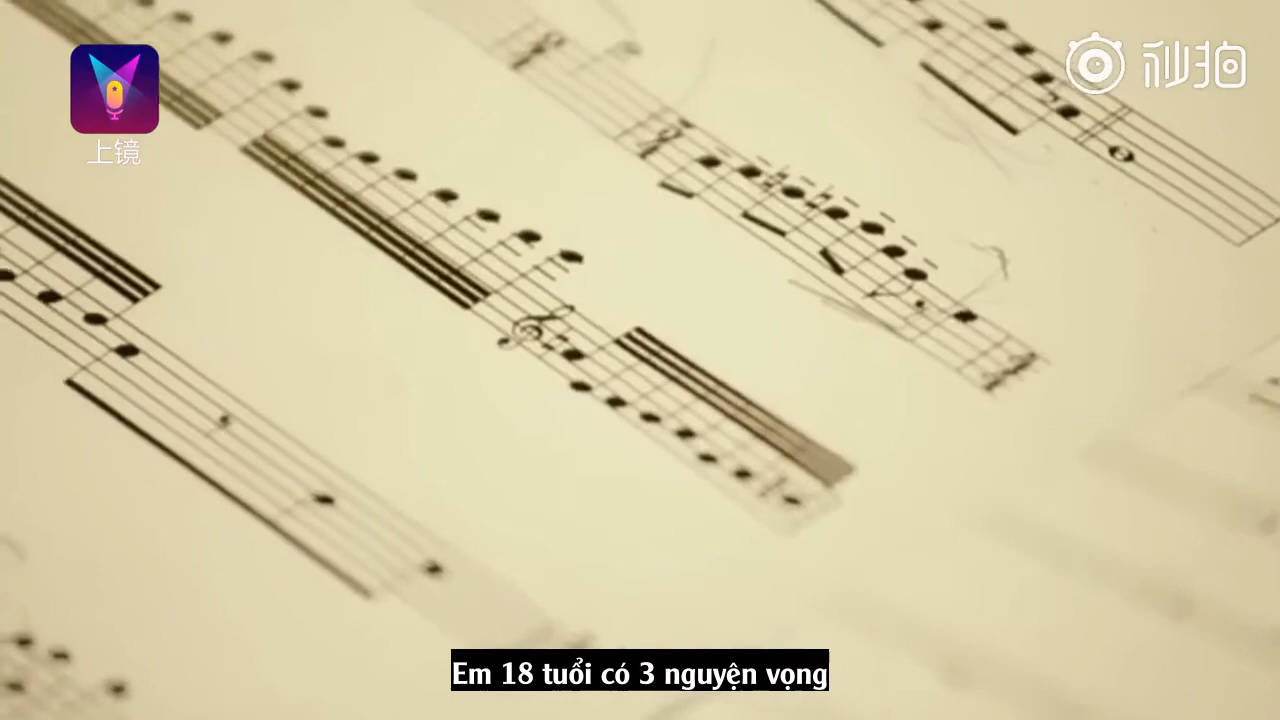 秒拍
上镜
Em 18 tuổi có 3 nguyện vọng